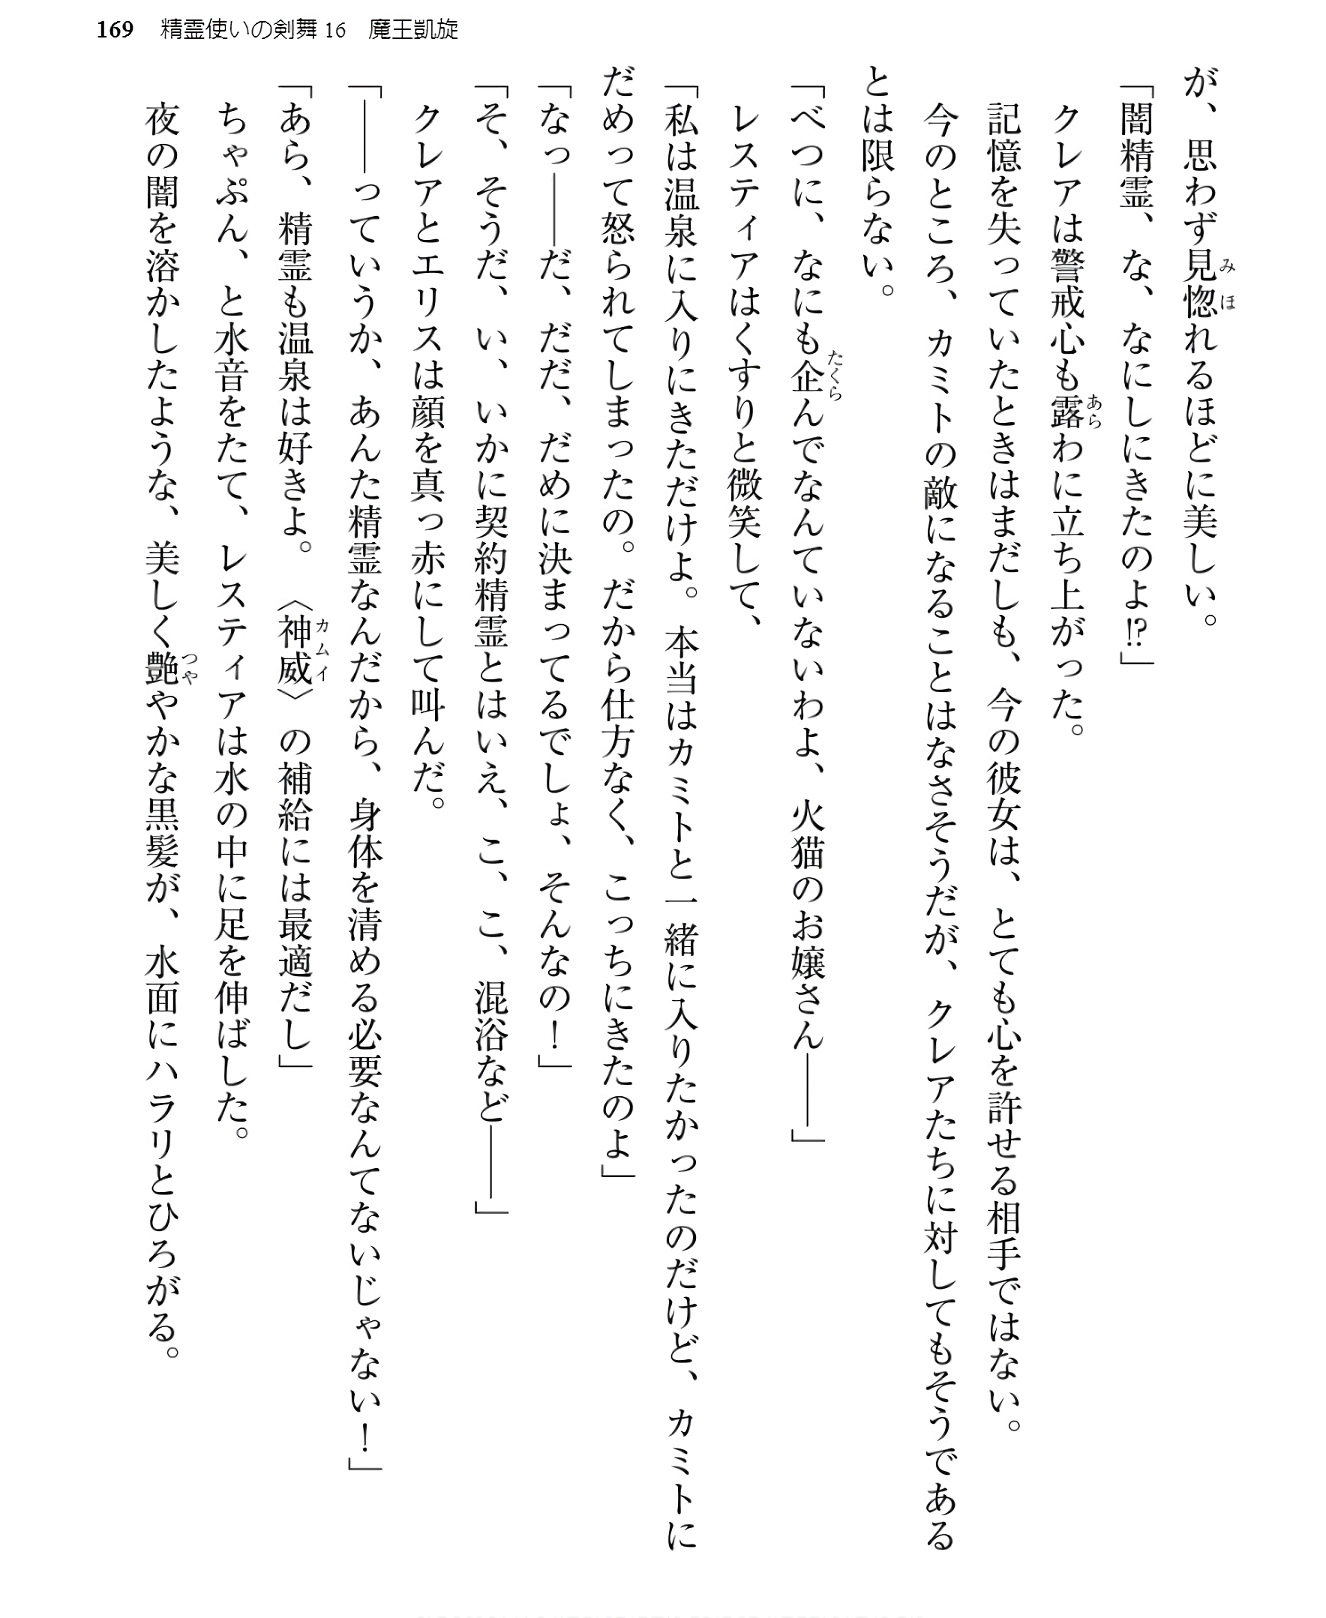 169 精霊使いの剣舞16 魔王凱旋
が、思わず見惚れるほどに美しい。
「闇精霊、な、なにしにきたのよ!?」
クレアは警戒心も露わに立ち上がった。
記憶を失っていたときはまだしも、今の彼女は、とても心を許せる相手ではない。
今のところ、カミトの敵になることはなさそうだが、クレアたちに対してもそうである
とは限らない。
「べつに、なにも企んでなんていないわよ、火猫のお嬢さん――」
レスティアはくすりと微笑して、
「私は温泉に入りにきただけよ。本当はカミトと一緒に入りたかったのだけど、カミトに
だめって怒られてしまったの。だから仕方なく、こっちにきたのよ」
「なっ――だ、だだ、だめに決まってるでしょ、そんなの！」
「そ、そうだ、い、いかに契約精霊とはいえ、こ、こ、混浴など――」
クレアとエリスは顔を真っ赤にして叫んだ。
「――っていうか、あんた精霊なんだから、身体を清める必要なんてないじゃない！」
「あら、精霊も温泉は好きよ。〈神威〉の補給には最適だし」
ちゃぷん、と水音をたて、レスティアは水の中に足を伸ばした。
夜の闇を溶かしたような、美しく艶やかな黒髪が、水面にハラリとひろがる。